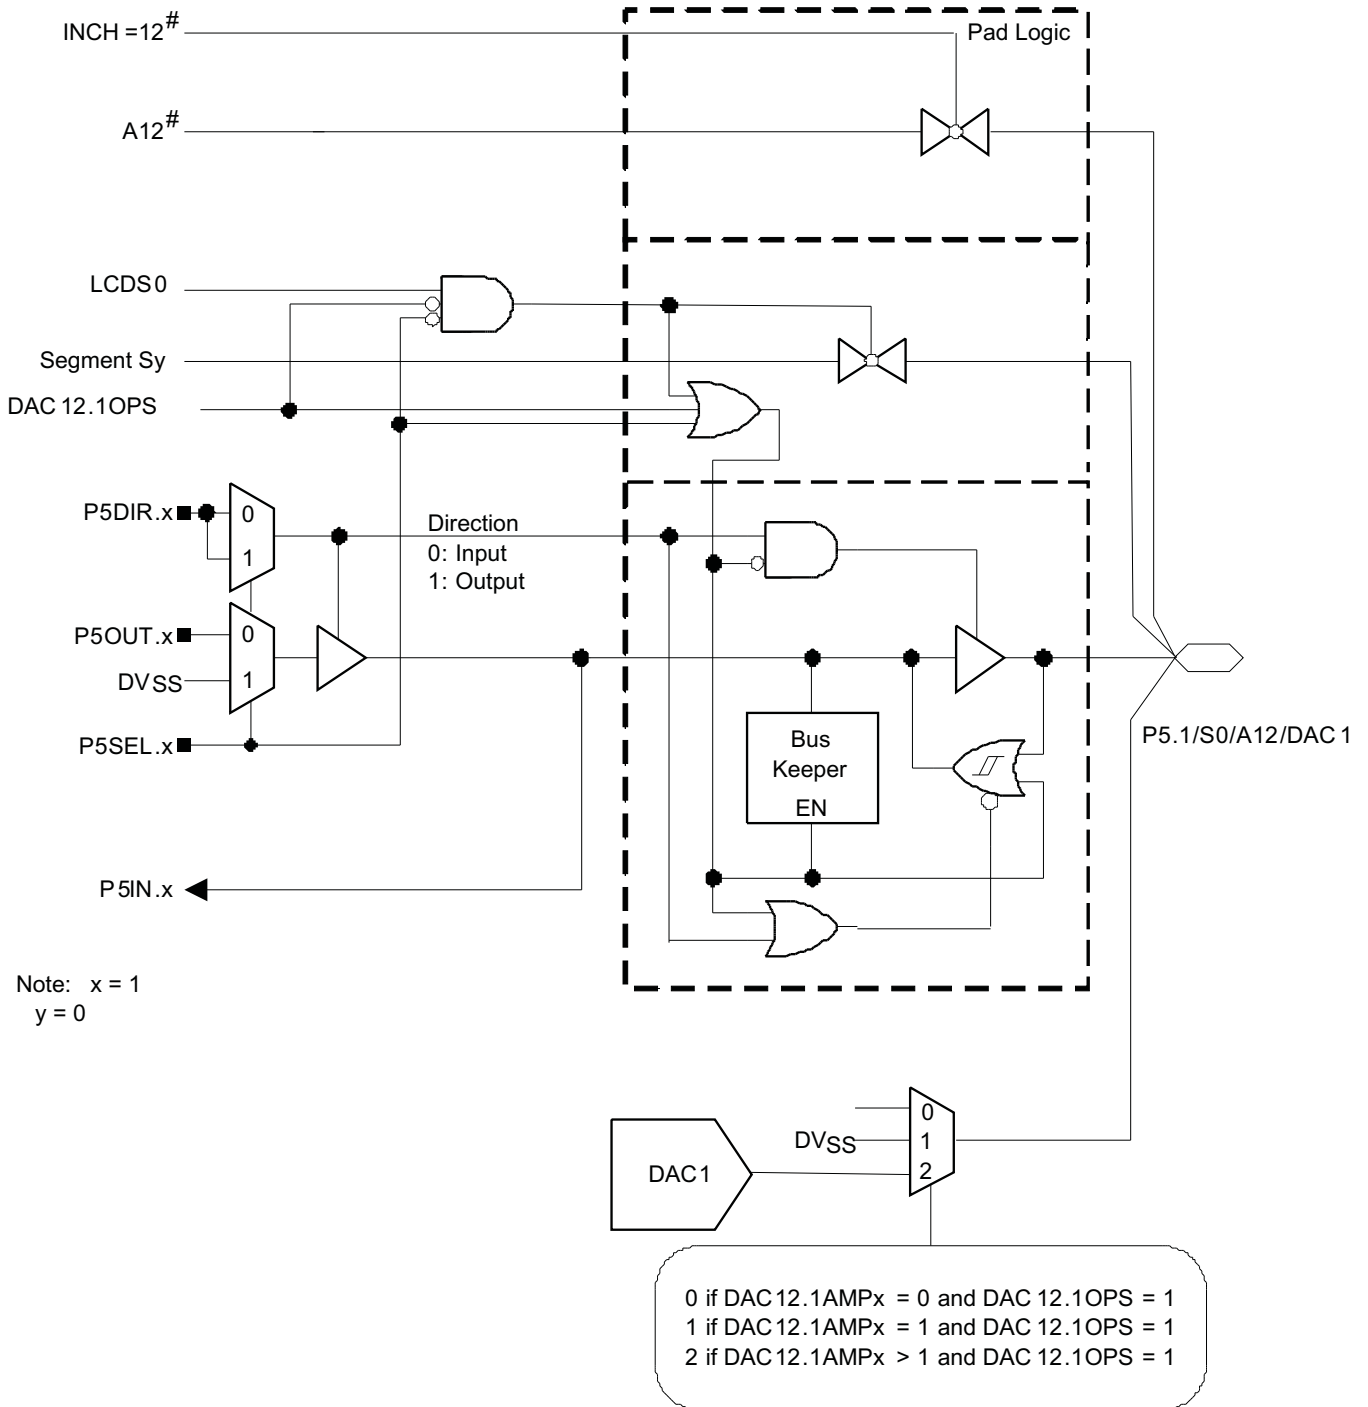 INCH =12#
Pad Logic
A12#
LCDS0
Segment Sy
DAC12.1OPS
P5DIR.x
0
1
Direction
0: Input
1: Output
P5OUT.x
0
DVSS
1
P5SEL.x
P5.1/S0/A12/DAC1
Bus
Keeper
EN
P5IN.x
Note: x = 1
y = 0
0
DVSS
1
2
DAC1
0 if DAC12.1AMPx = 0 and DAC12.1OPS = 1
1 if DAC12.1AMPx = 1 and DAC12.1OPS = 1
2 if DAC12.1AMPx > 1 and DAC12.1OPS = 1